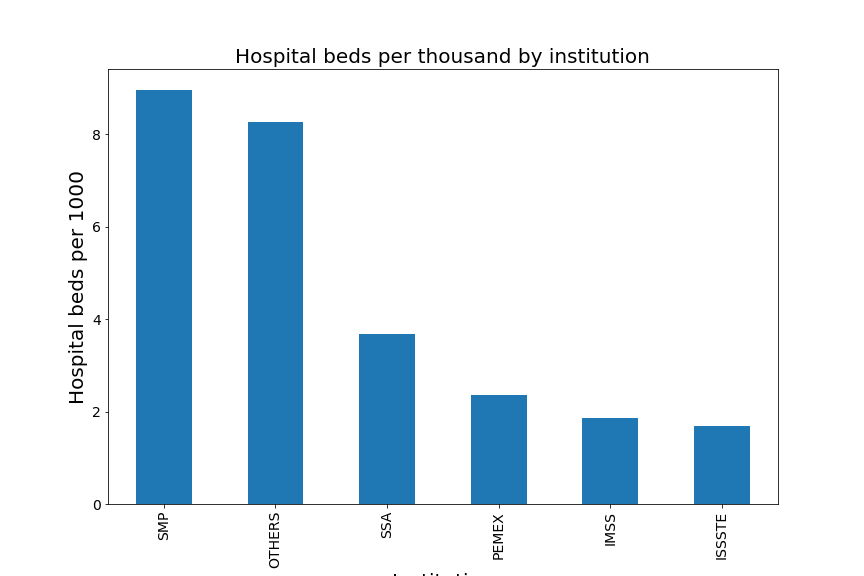 Hospital beds per thousand by institution
Hospital beds per 1000
8
6
4
2
0
SMP
OTHERS
SSA
PEMEX
IMSS
ISSSTE